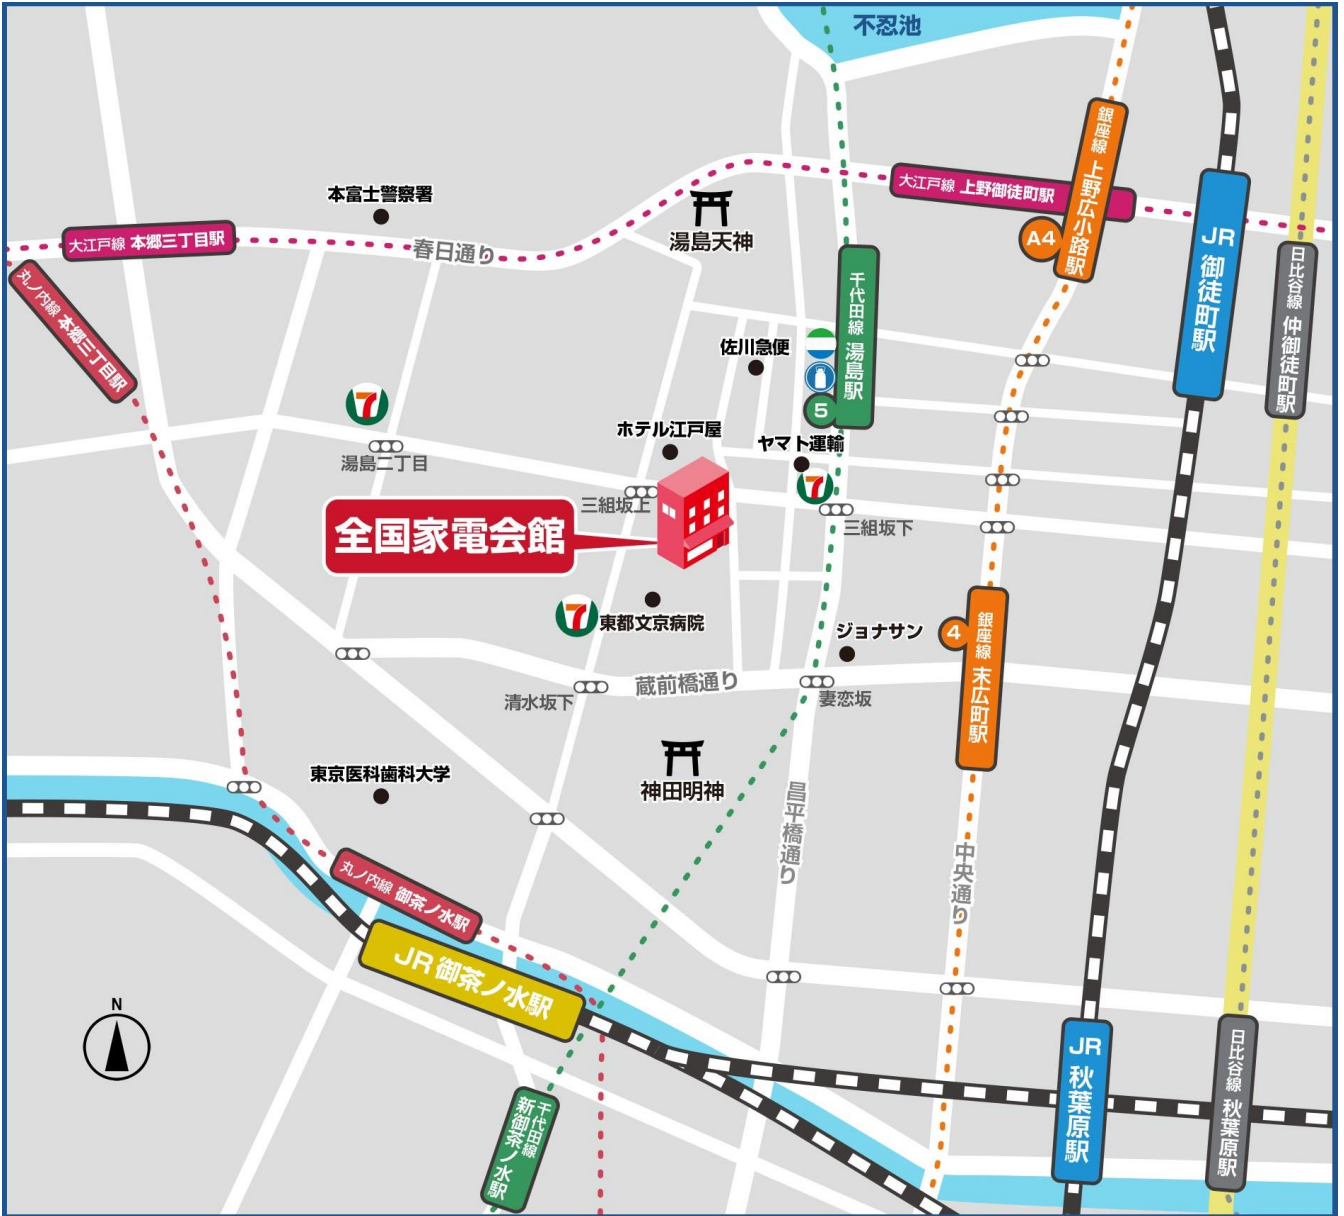 不忍池
銀座線 上野広小路駅
A4
大江戸線 上野御徒町駅
本富士警察署
湯島天神
JR 御徒町駅
大江戸線 本郷三丁目駅
春日通り
日比谷線 仲御徒町駅
丸ノ内線 本郷三丁目駅
千代田線 湯島駅
5
佐川急便
7
ホテル江戸屋
ヤマト運輸
湯島二丁目
三組坂上
7
三組坂下
全国家電会館
7
東都文京病院
ジョナサン
4
銀座線 末広町駅
清水坂下
蔵前橋通り
妻恋坂
東京医科歯科大学
神田明神
昌平橋通り
中央通り
丸ノ内線 御茶ノ水駅
JR 御茶ノ水駅
N
JR 秋葉原駅
日比谷線 秋葉原駅
千代田線
新御茶ノ水駅